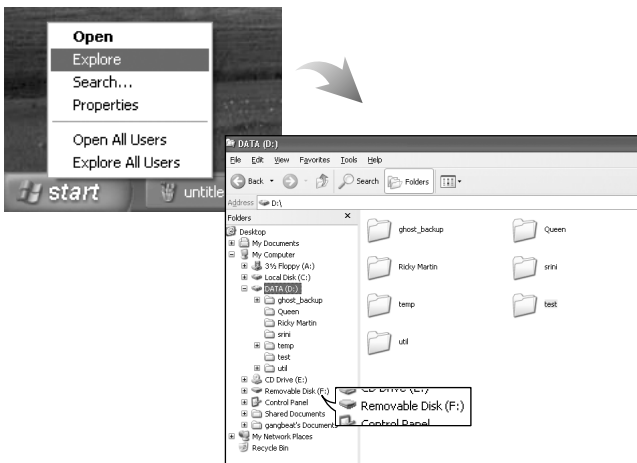 Open
Explore
Search...
Properties
Open All Users
Explore All Users
start
untitle
DATA (D:)
File Edit View Favorites Tools Help
Back Search Folders
Address D:\
Folders
Desktop
My Documents
My Computer
3½ Floppy (A:)
Local Disk (C:)
DATA (D:)
ghost_backup
Queen
Ricky Martin
srini
temp
test
util
CD Drive (E:)
Removable Disk (F:)
Control Panel
Shared Documents
gangbeat's Documents
My Network Places
Recycle Bin
ghost_backup
Queen
Ricky Martin
srini
temp
test
util
CD Drive (E:)
Removable Disk (F:)
Control Panel